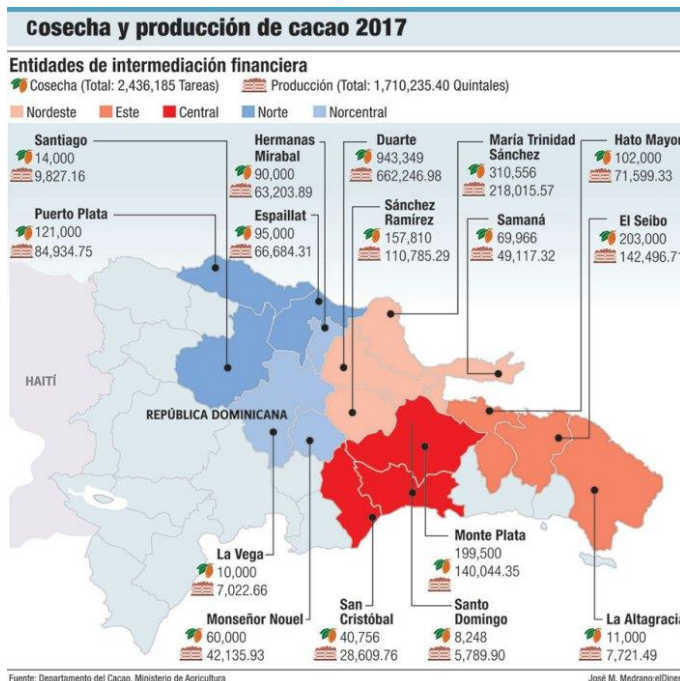 Cosecha y producción de cacao 2017
Entidades de intermediación financiera
Cosecha (Total: 2,436,185 Tareas) Producción (Total: 1,710,235.40 Quintales)
Nordeste Este Central Norte Norcentral
Santiago
14,000
9,827.16
Hermanas
Mirabal
90,000
63,203.89
Duarte
943,349
662,246.98
María Trinidad
Sánchez
310,556
218,015.57
Hato Mayor
102,000
71,599.33
Puerto Plata
121,000
84,934.75
Espaillat
95,000
66,684.31
Sánchez
Ramírez
157,810
110,785.29
Samaná
69,966
49,117.32
El Seibo
203,000
142,496.71
HAITÍ
REPÚBLICA DOMINICANA
La Vega
10,000
7,022.66
Monte Plata
199,500
140,044.35
Monseñor Nouel
60,000
42,135.93
San
Cristóbal
40,756
28,609.76
Santo
Domingo
8,248
5,789.90
La Altagracia
11,000
7,721.49
Fuente: Departamento del Cacao, Ministerio de Agricultura
José M. Medrano:elDinero